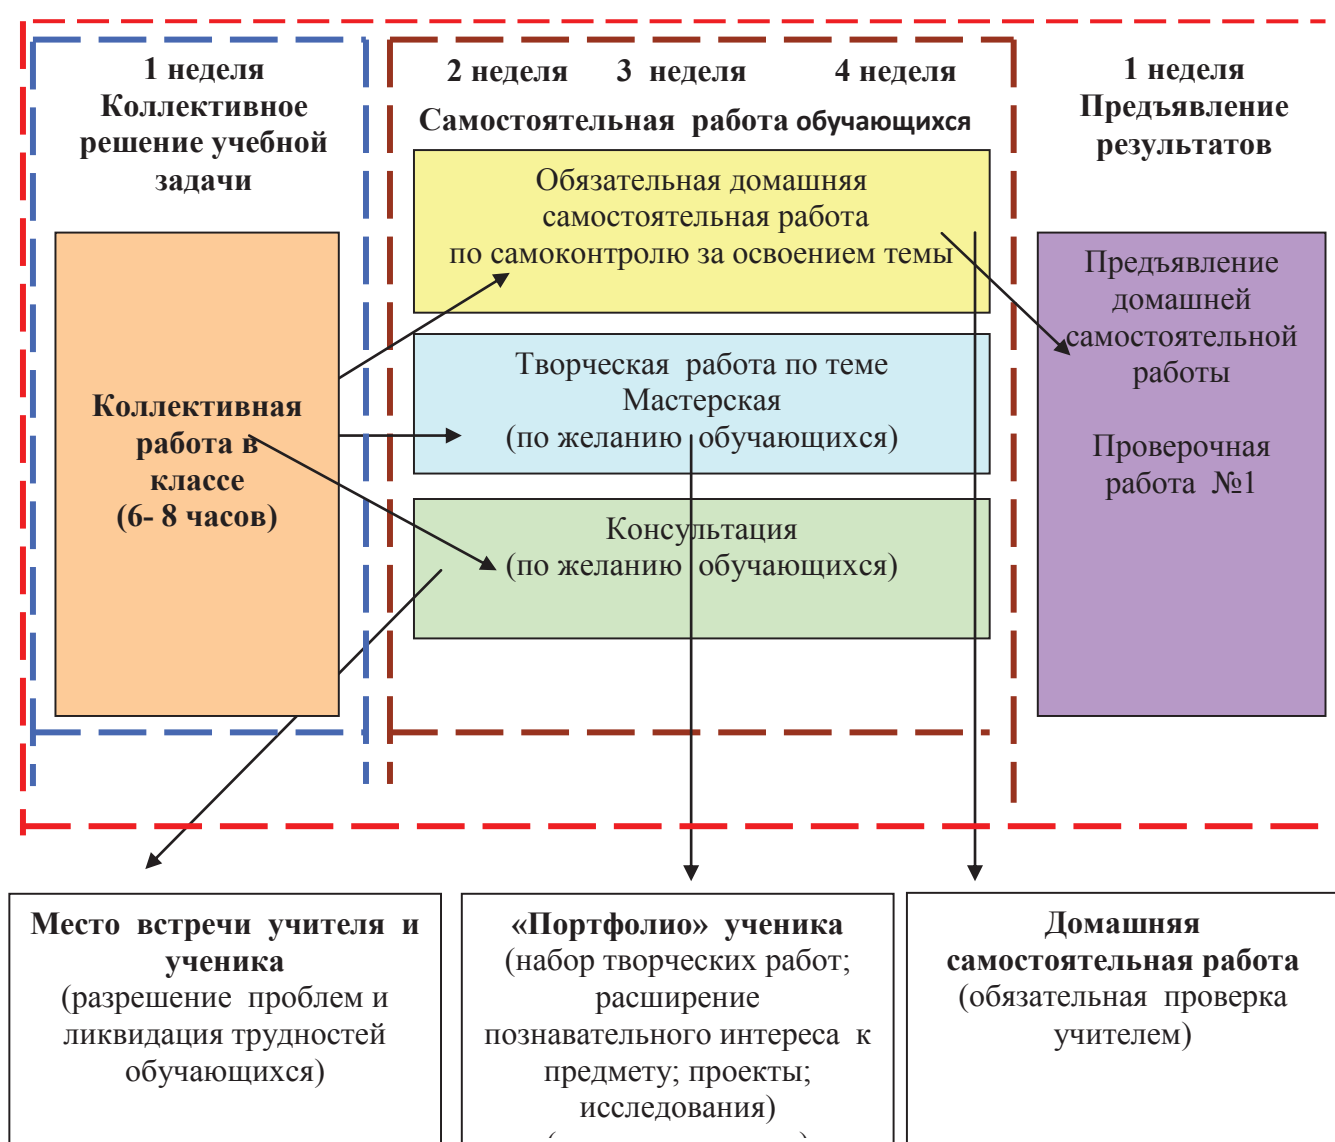 1 неделя
Коллективное
решение учебной
задачи
2 неделя 3 неделя 4 неделя
Самостоятельная работа обучающихся
1 неделя
Предъявление
результатов
Коллективная
работа в
классе
(6- 8 часов)
Обязательная домашняя
самостоятельная работа
по самоконтролю за освоением темы
Творческая работа по теме
Мастерская
(по желанию обучающихся)
Консультация
(по желанию обучающихся)
Предъявление
домашней
самостоятельной
работы
Проверочная
работа №1
Место встречи учителя и
ученика
(разрешение проблем и
ликвидация трудностей
обучающихся)
«Портфолио» ученика
(набор творческих работ;
расширение
познавательного интереса к
предмету; проекты;
исследования)
Домашняя
самостоятельная работа
(обязательная проверка
учителем)